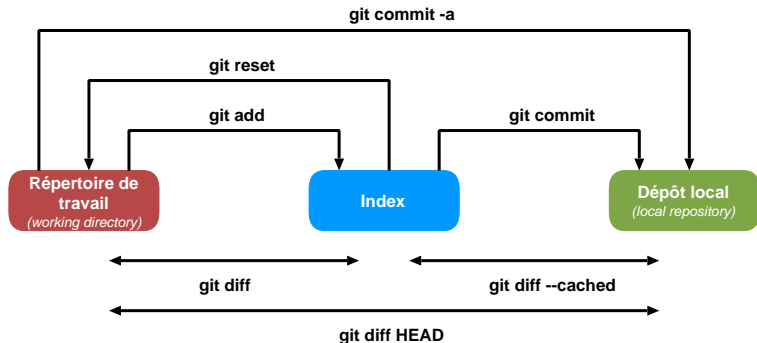 git commit -a
git reset
git add
git commit
Répertoire de
travail
(working directory)
Index
Dépôt local
(local repository)
git diff
git diff --cached
git diff HEAD